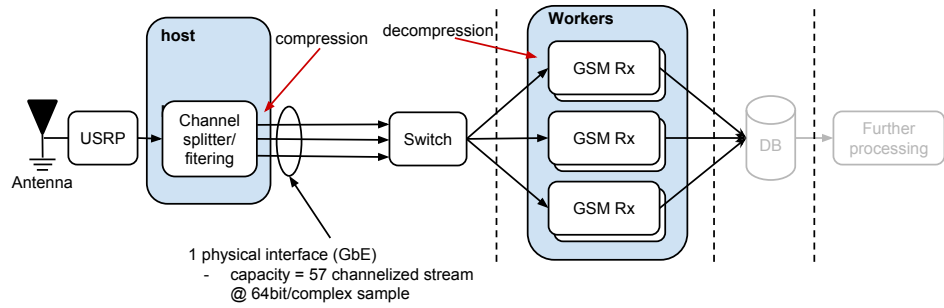 host
compression
decompression
Workers
Antenna
USRP
Channel
splitter/
fitering
Switch
GSM Rx
GSM Rx
GSM Rx
DB
Further
processing
1 physical interface (GbE)
- capacity = 57 channelized stream
@ 64bit/complex sample